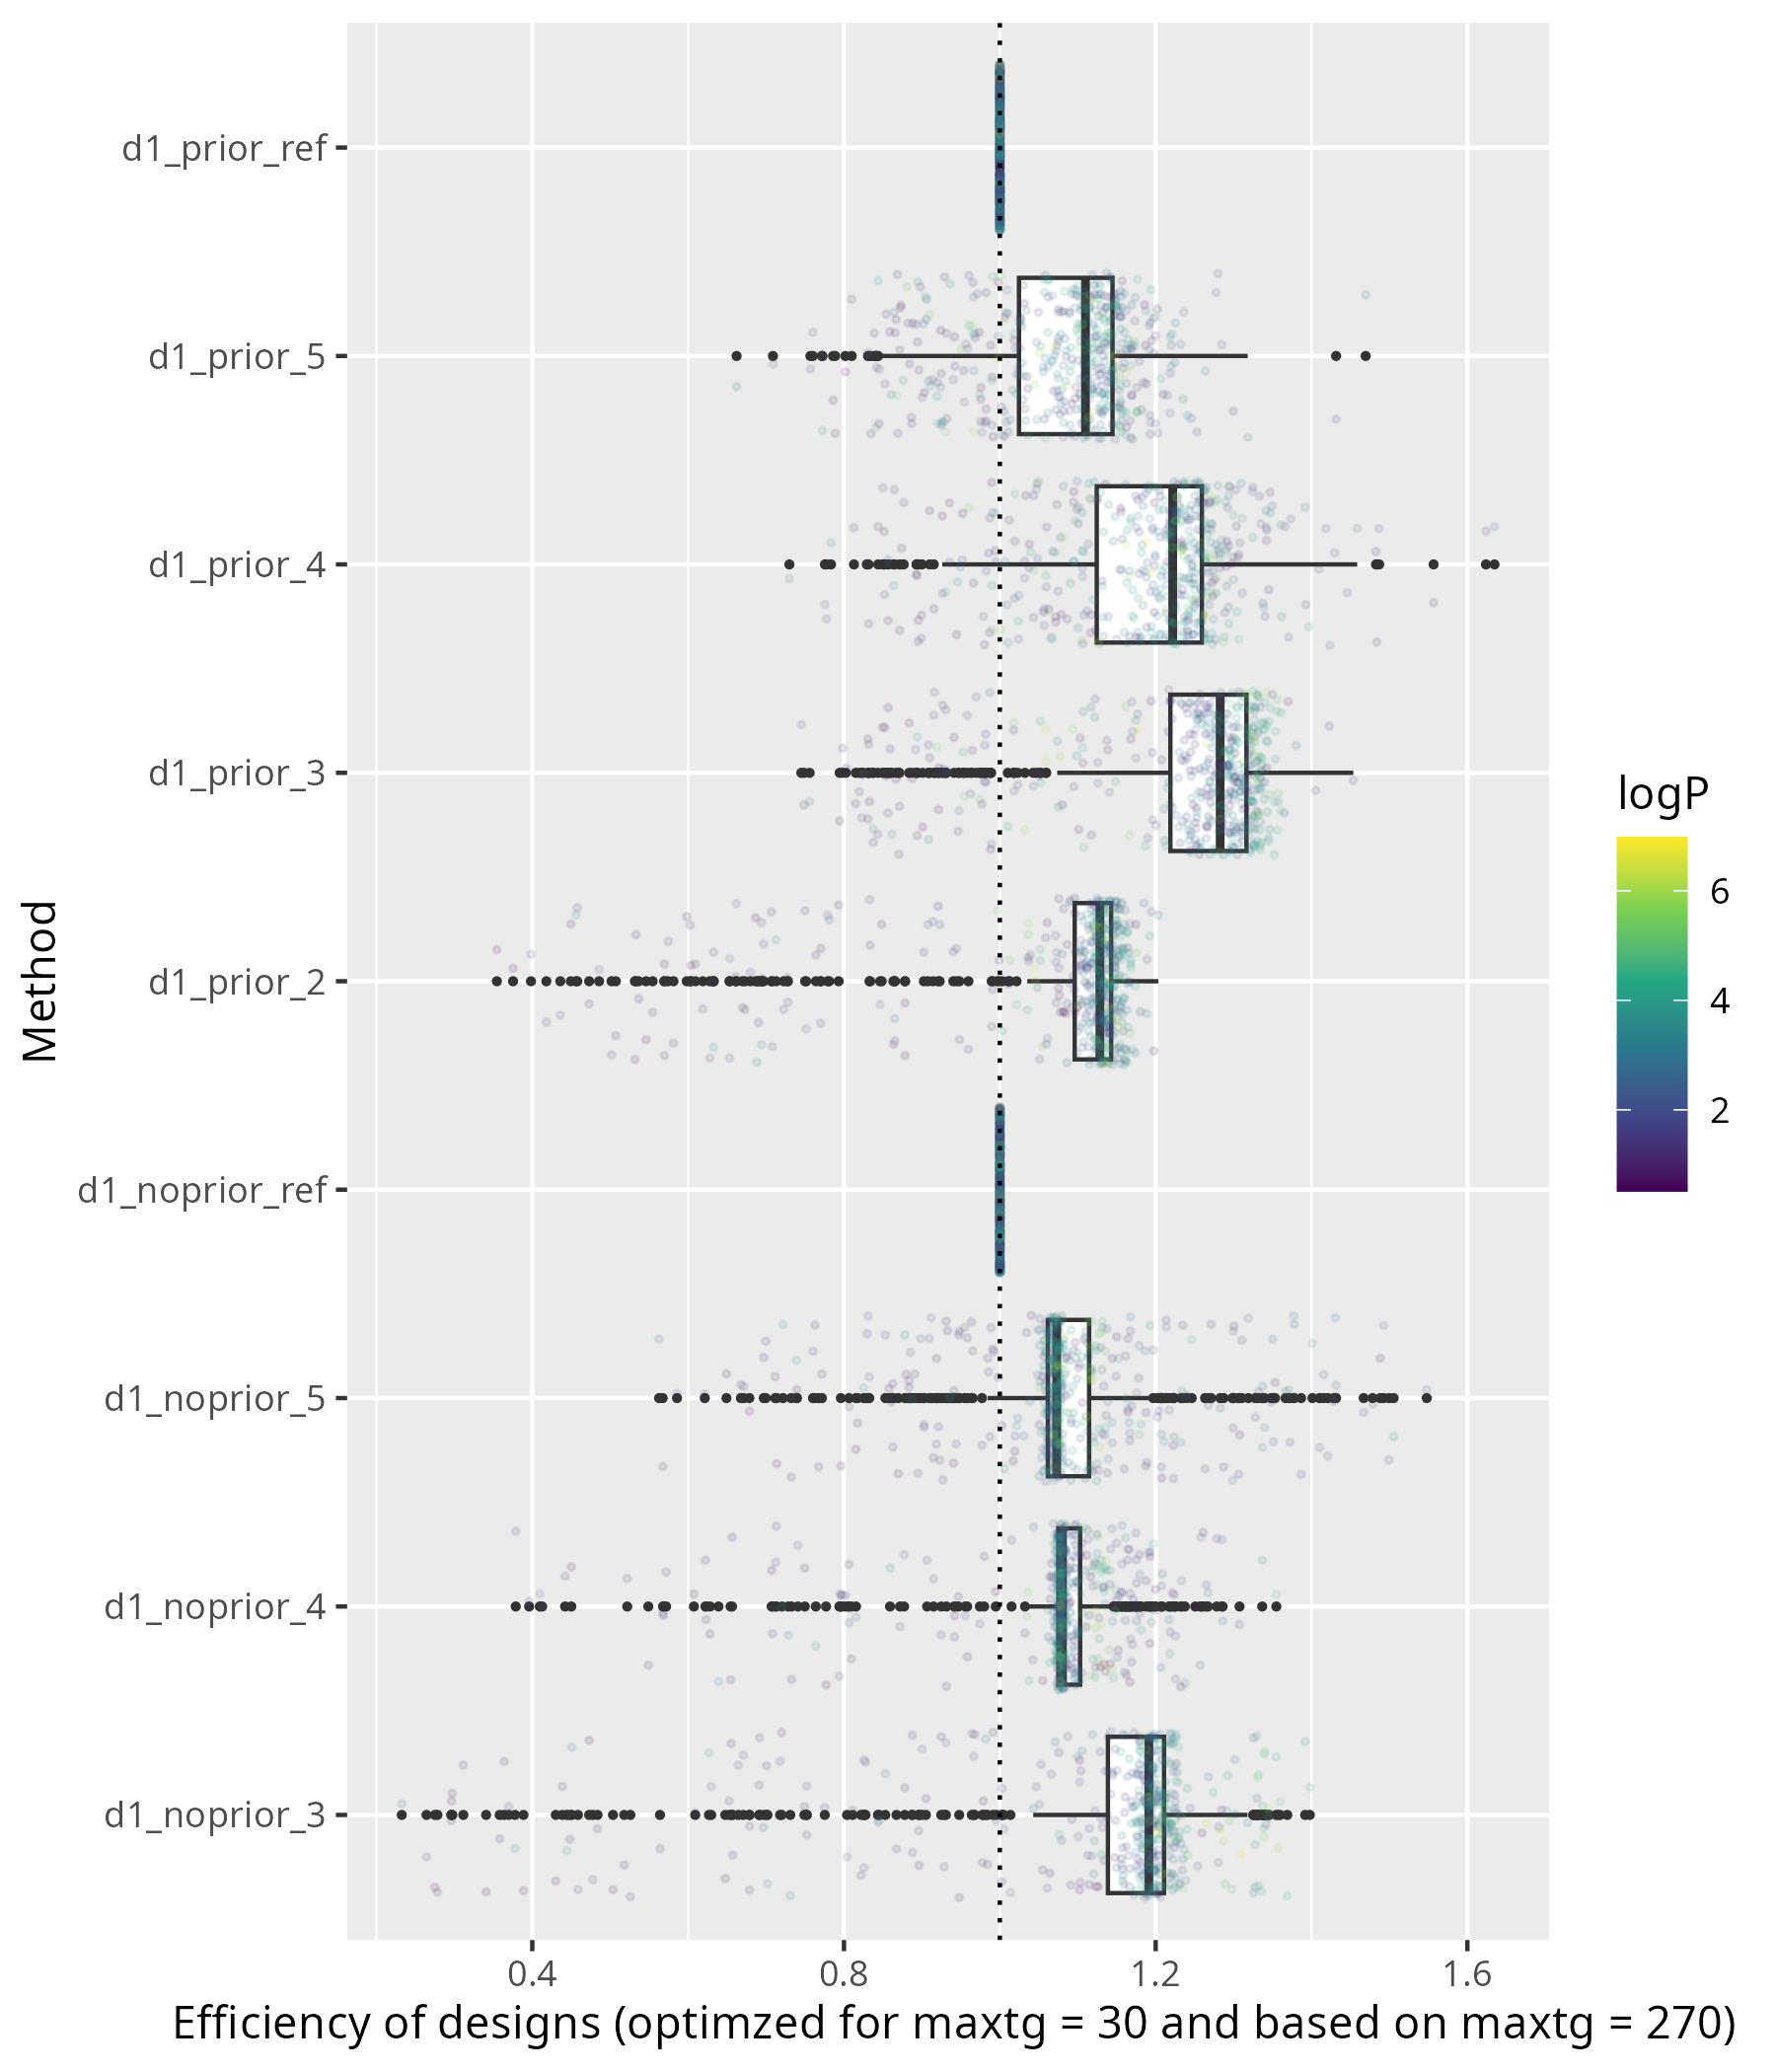 d1_prior_ref
d1_prior_5
d1_prior_4
d1_prior_3
d1_prior_2
d1_noprior_ref
d1_noprior_5
d1_noprior_4
d1_noprior_3
Method
0.4 0.8 1.2 1.6
Efficiency of designs (optimzed for maxtg = 30 and based on maxtg = 270)
logP
6
4
2